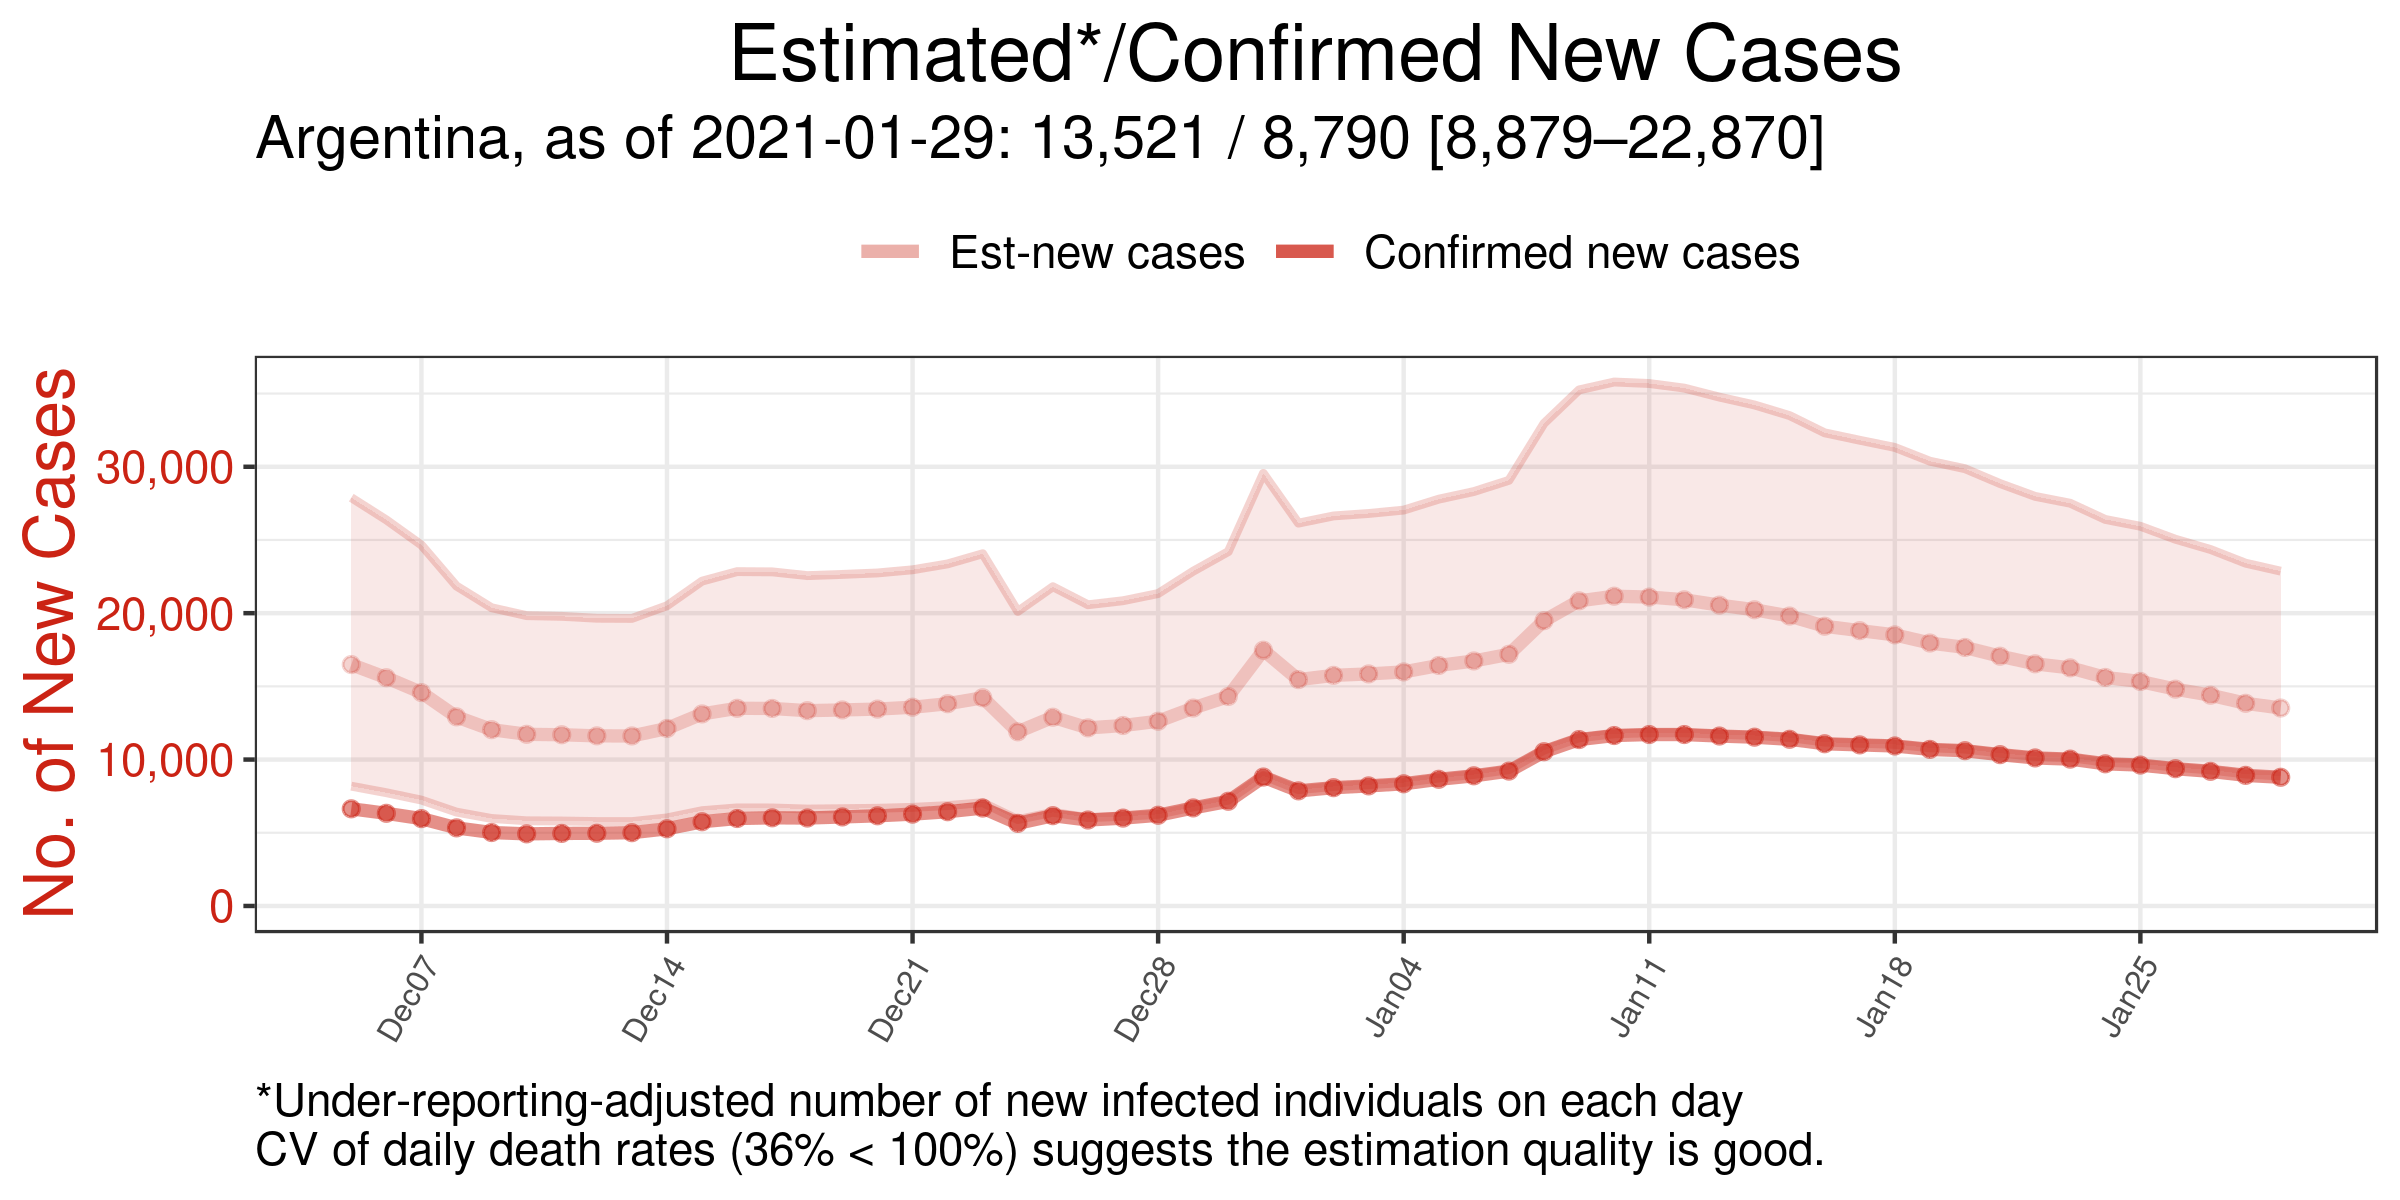 Estimated*/Confirmed New Cases
Argentina, as of 2021-01-29: 13,521 / 8,790 [8,879–22,870]
Est-new cases
Confirmed new cases
No. of New Cases
30,000
20,000
10,000
0
Dec07
Dec14
Dec21
Dec28
Jan04
Jan11
Jan18
Jan25
*Under-reporting-adjusted number of new infected individuals on each day
CV of daily death rates (36% < 100%) suggests the estimation quality is good.